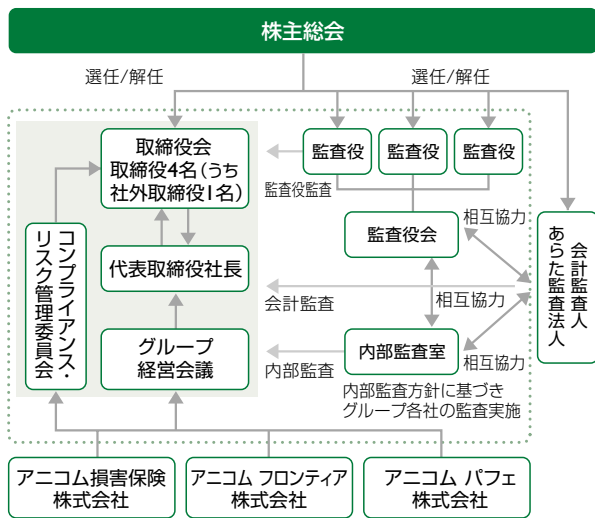 株主総会
選任/解任
選任/解任
取締役会
取締役4名(うち
社外取締役1名)
監査役
監査役
監査役
監査役監査
コンプライアンス・
リスク管理委員会
代表取締役社長
監査役会
相互協力
会計監査人
あらた監査法人
会計監査
相互協力
グループ
経営会議
内部監査室
内部監査
相互協力
内部監査方針に基づき
グループ各社の監査実施
アニコム損害保険
株式会社
アニコム フロンティア
株式会社
アニコム パフェ
株式会社